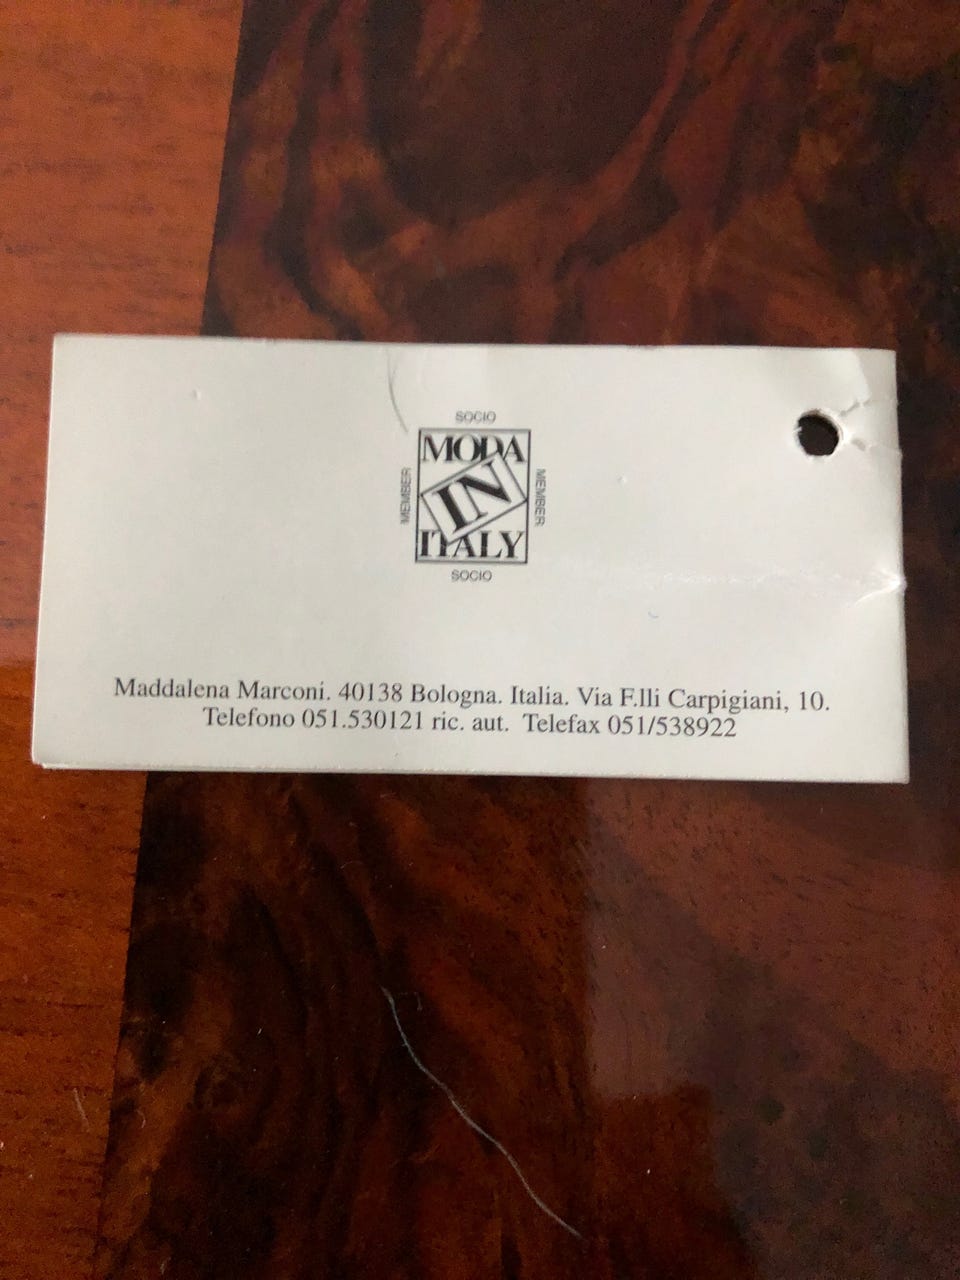 SOCIO
MODA
IN
ITALY
MEMBER
MEMBER
SOCIO
Maddalena Marconi. 40138 Bologna. Italia. Via F.lli Carpigiani, 10.
Telefono 051.530121 ric. aut. Telefax 051/538922